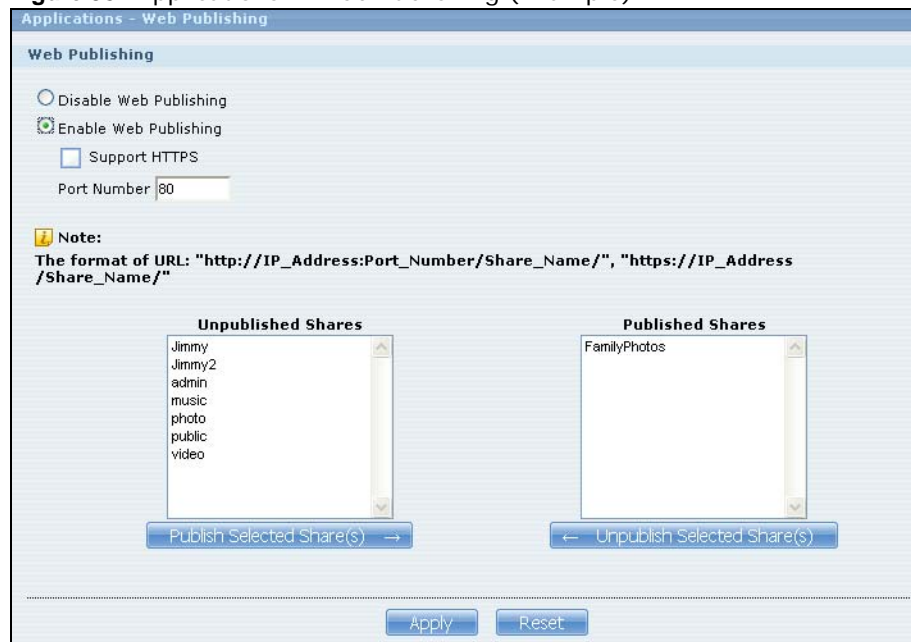 Applications - Web Publishing
Web Publishing
Disable Web Publishing
Enable Web Publishing
Support HTTPS
Port Number 80
Note:
The format of URL: "http://IP_Address:Port_Number/Share_Name/", "https://IP_Address
/Share_Name/"
Unpublished Shares
Jimmy
Jimmy2
admin
music
photo
public
video
Publish Selected Share(s) →
Published Shares
FamilyPhotos
← Unpublish Selected Share(s)
Apply
Reset